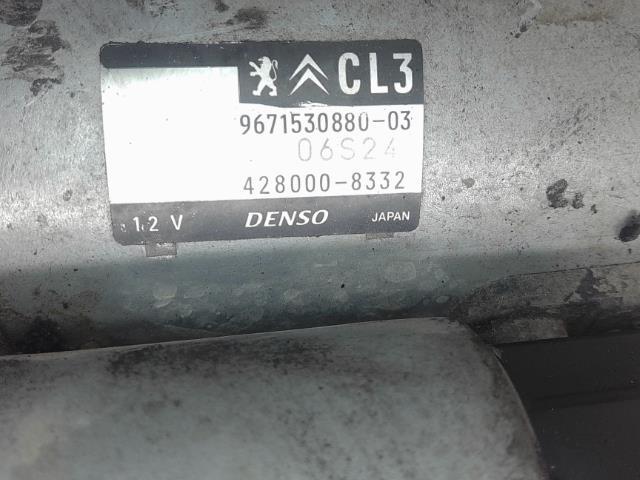 CL3
9671530880-03
06S24
428000-8332
12 V DENSO JAPAN